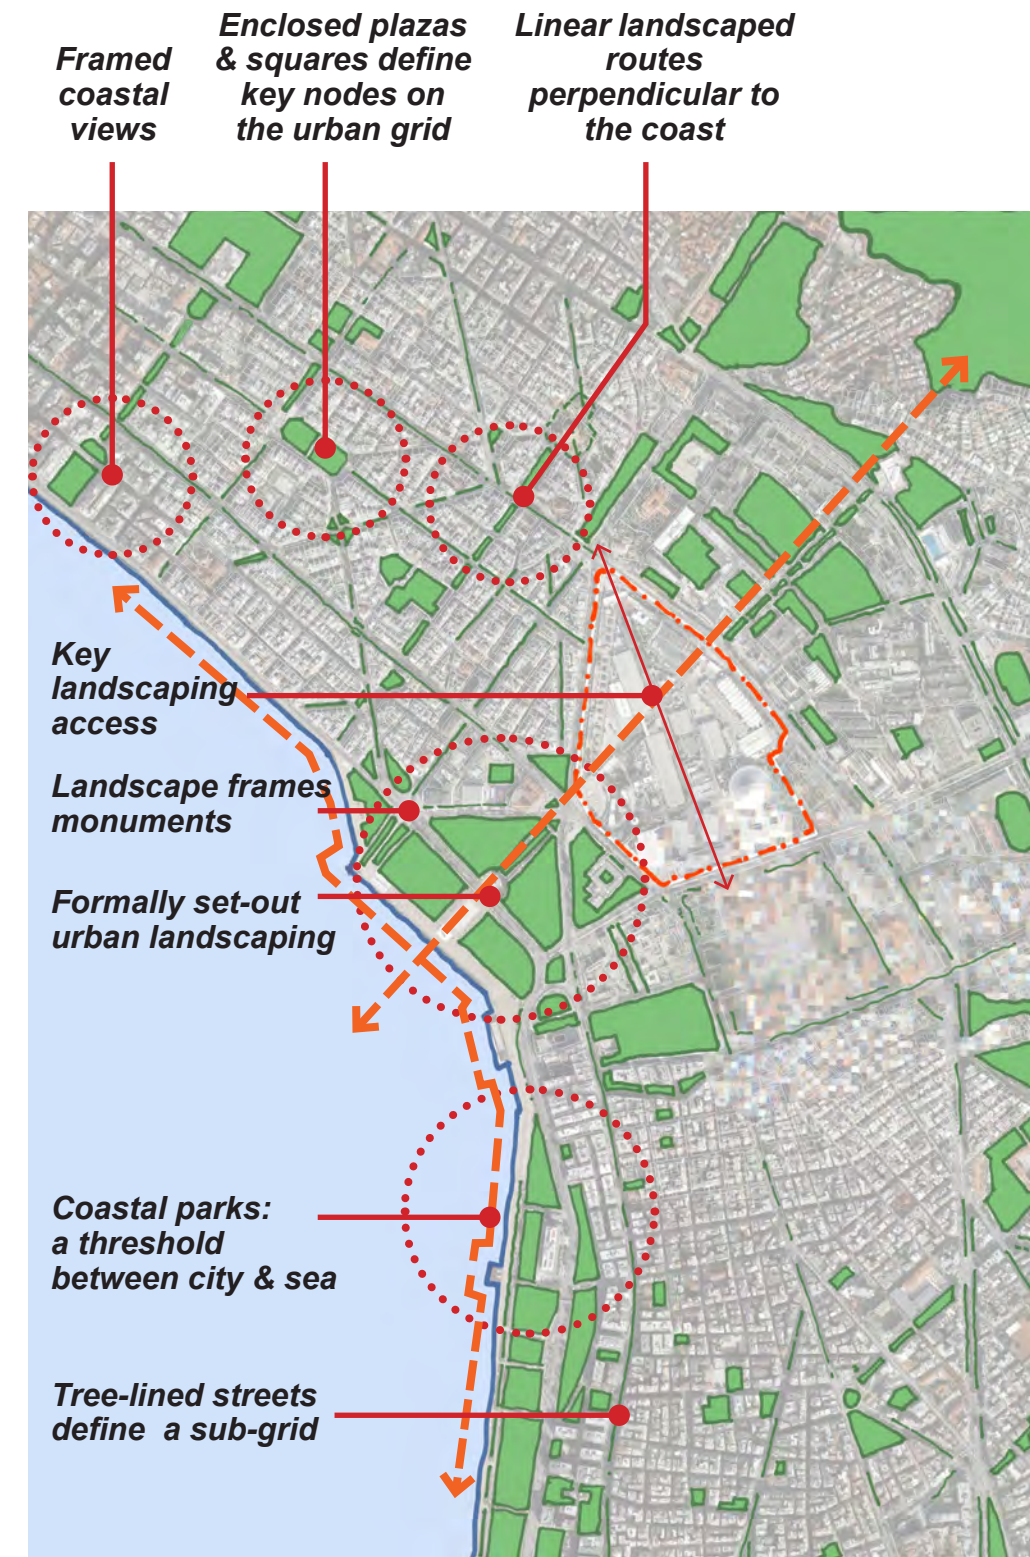 Framed
coastal
views
Enclosed plazas
& squares define
key nodes on
the urban grid
Linear landscaped
routes
perpendicular to
the coast
Key
landscaping
access
Landscape frames
monuments
Formally set-out
urban landscaping
Coastal parks:
a threshold
between city & sea
Tree-lined streets
define a sub-grid